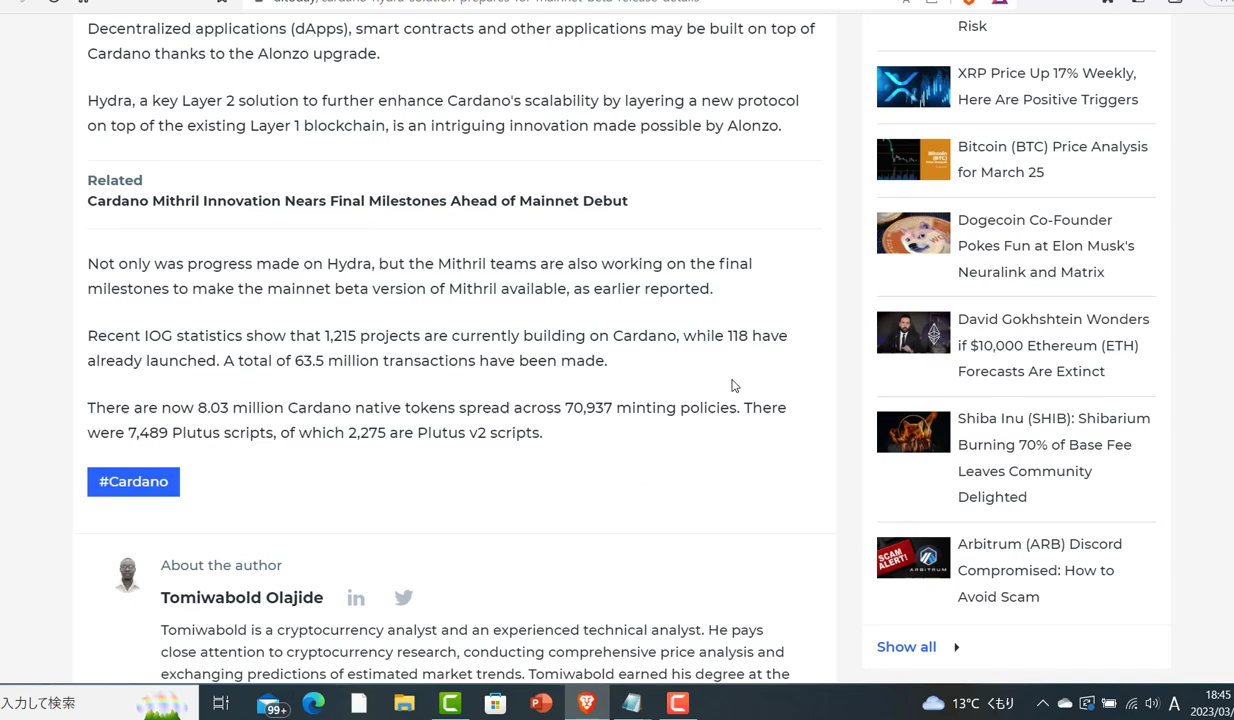 Decentralized applications (dApps), smart contracts and other applications may be built on top of
Cardano thanks to the Alonzo upgrade.
Hydra, a key Layer 2 solution to further enhance Cardano's scalability by layering a new protocol
on top of the existing Layer 1 blockchain, is an intriguing innovation made possible by Alonzo.
Related
Cardano Mithril Innovation Nears Final Milestones Ahead of Mainnet Debut
Not only was progress made on Hydra, but the Mithril teams are also working on the final
milestones to make the mainnet beta version of Mithril available, as earlier reported.
Recent IOG statistics show that 1,215 projects are currently building on Cardano, while 118 have
already launched. A total of 63.5 million transactions have been made.
There are now 8.03 million Cardano native tokens spread across 70,937 minting policies. There
were 7,489 Plutus scripts, of which 2,275 are Plutus v2 scripts.
#Cardano
About the author
Tomiwabold Olajide
Tomiwabold is a cryptocurrency analyst and an experienced technical analyst. He pays
close attention to cryptocurrency research, conducting comprehensive price analysis and
exchanging predictions of estimated market trends. Tomiwabold earned his degree at the
Risk
XRP Price Up 17% Weekly,
Here Are Positive Triggers
Bitcoin (BTC) Price Analysis
for March 25
Dogecoin Co-Founder
Pokes Fun at Elon Musk's
Neuralink and Matrix
David Gokhshtein Wonders
if $10,000 Ethereum (ETH)
Forecasts Are Extinct
Shiba Inu (SHIB): Shibarium
Burning 70% of Base Fee
Leaves Community
Delighted
SCAM
ALERT!
ARBITRUM
Arbitrum (ARB) Discord
Compromised: How to
Avoid Scam
Show all
入力して検索
99+
13°C くもり
A
18:45
2023/03/